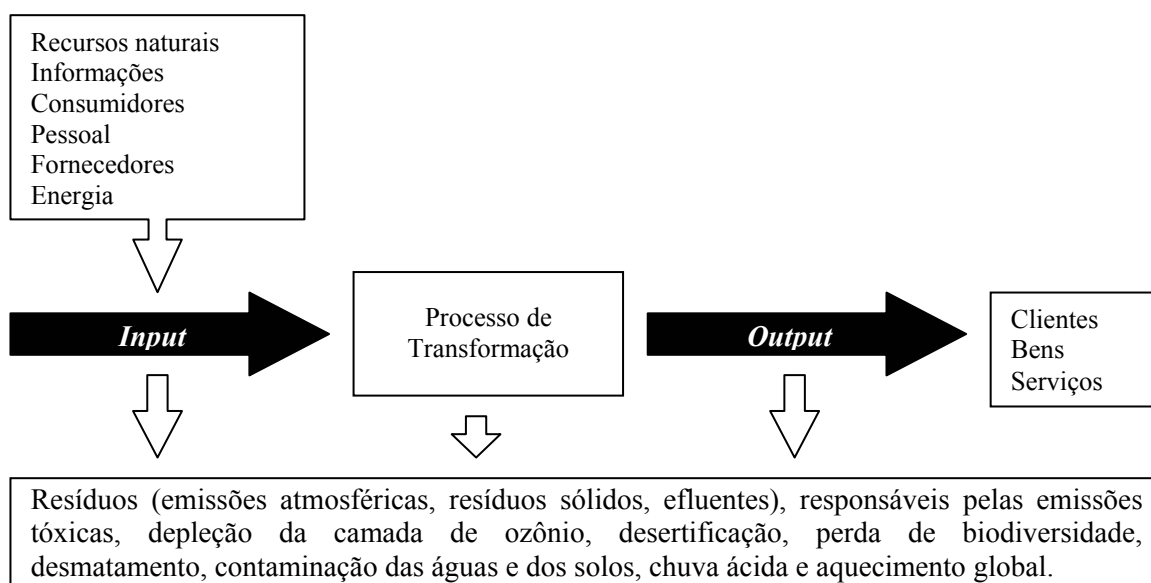 Recursos naturais
Informações
Consumidores
Pessoal
Fornecedores
Energia
Input
Processo de
Transformação
Output
Clientes
Bens
Serviços
Resíduos (emissões atmosféricas, resíduos sólidos, efluentes), responsáveis pelas emissões
tóxicas, depleção da camada de ozônio, desertificação, perda de biodiversidade,
desmatamento, contaminação das águas e dos solos, chuva ácida e aquecimento global.